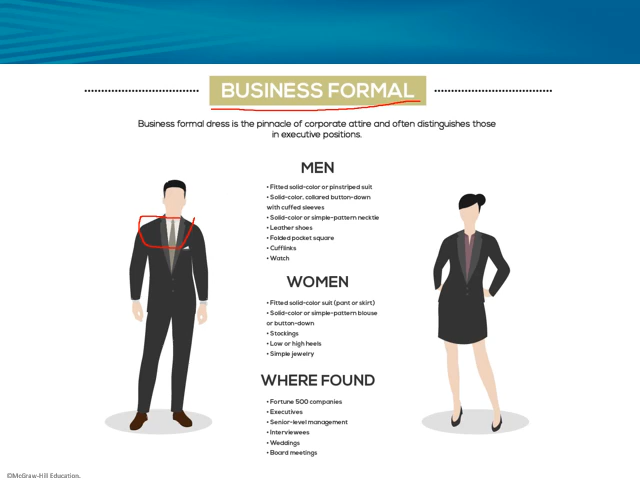 BUSINESS FORMAL
Business formal dress is the pinnacle of corporate attire and often distinguishes those
in executive positions.
MEN
• Fitted solid-color or pinstriped suit
• Solid-color, collared button-down
with cuffed sleeves
• Solid-color or simple-pattern necktie
• Leather shoes
• Folded pocket square
• Cufflinks
• Watch
WOMEN
• Fitted solid-color suit (pant or skirt)
• Solid-color or simple-pattern blouse
or button-down
• Stockings
• Low or high heels
• Simple jewelry
WHERE FOUND
• Fortune 500 companies
• Executives
• Senior-level management
• Interviewees
• Weddings
• Board meetings
©McGraw-Hill Education.